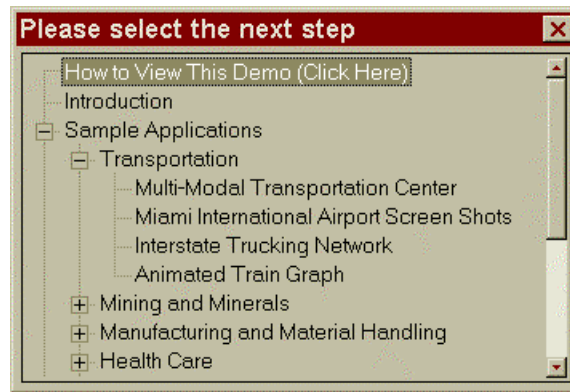 Please select the next step
How to View This Demo (Click Here)
Introduction
Sample Applications
Transportation
Multi-Modal Transportation Center
Miami International Airport Screen Shots
Interstate Trucking Network
Animated Train Graph
Mining and Minerals
Manufacturing and Material Handling
Health Care